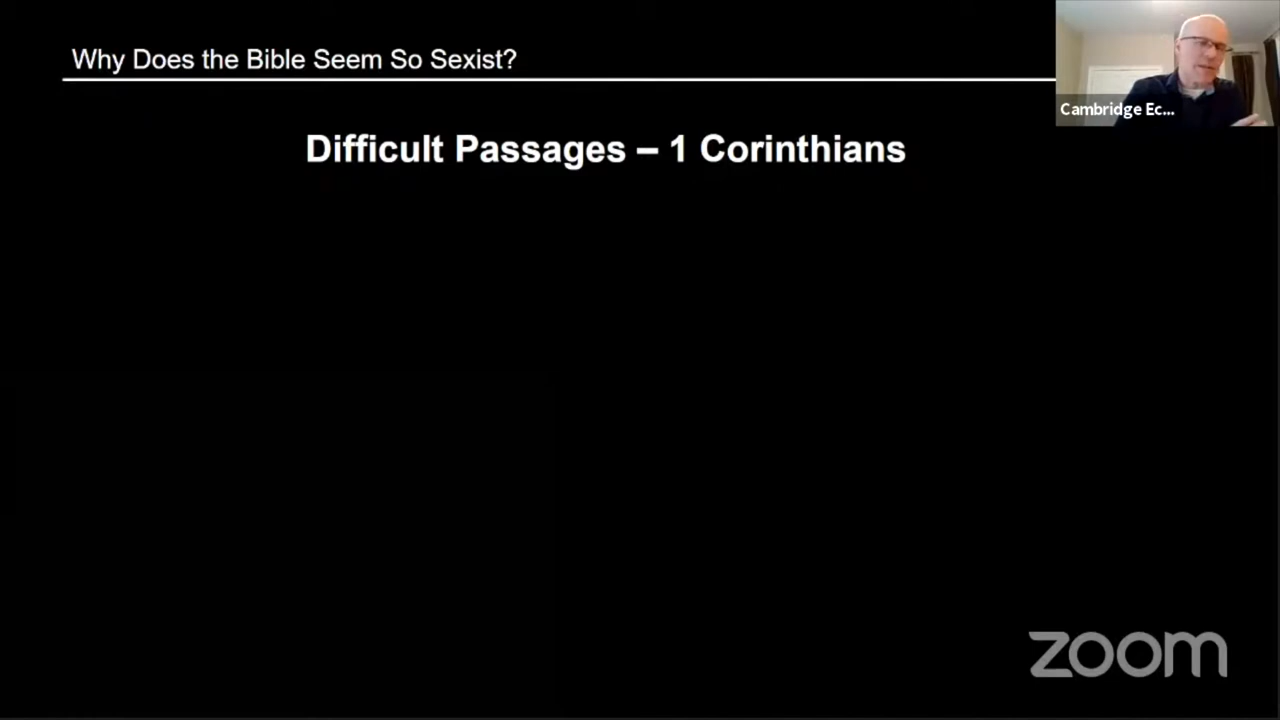 Why Does the Bible Seem So Sexist?
Difficult Passages – 1 Corinthians
Cambridge Ec...
zoom